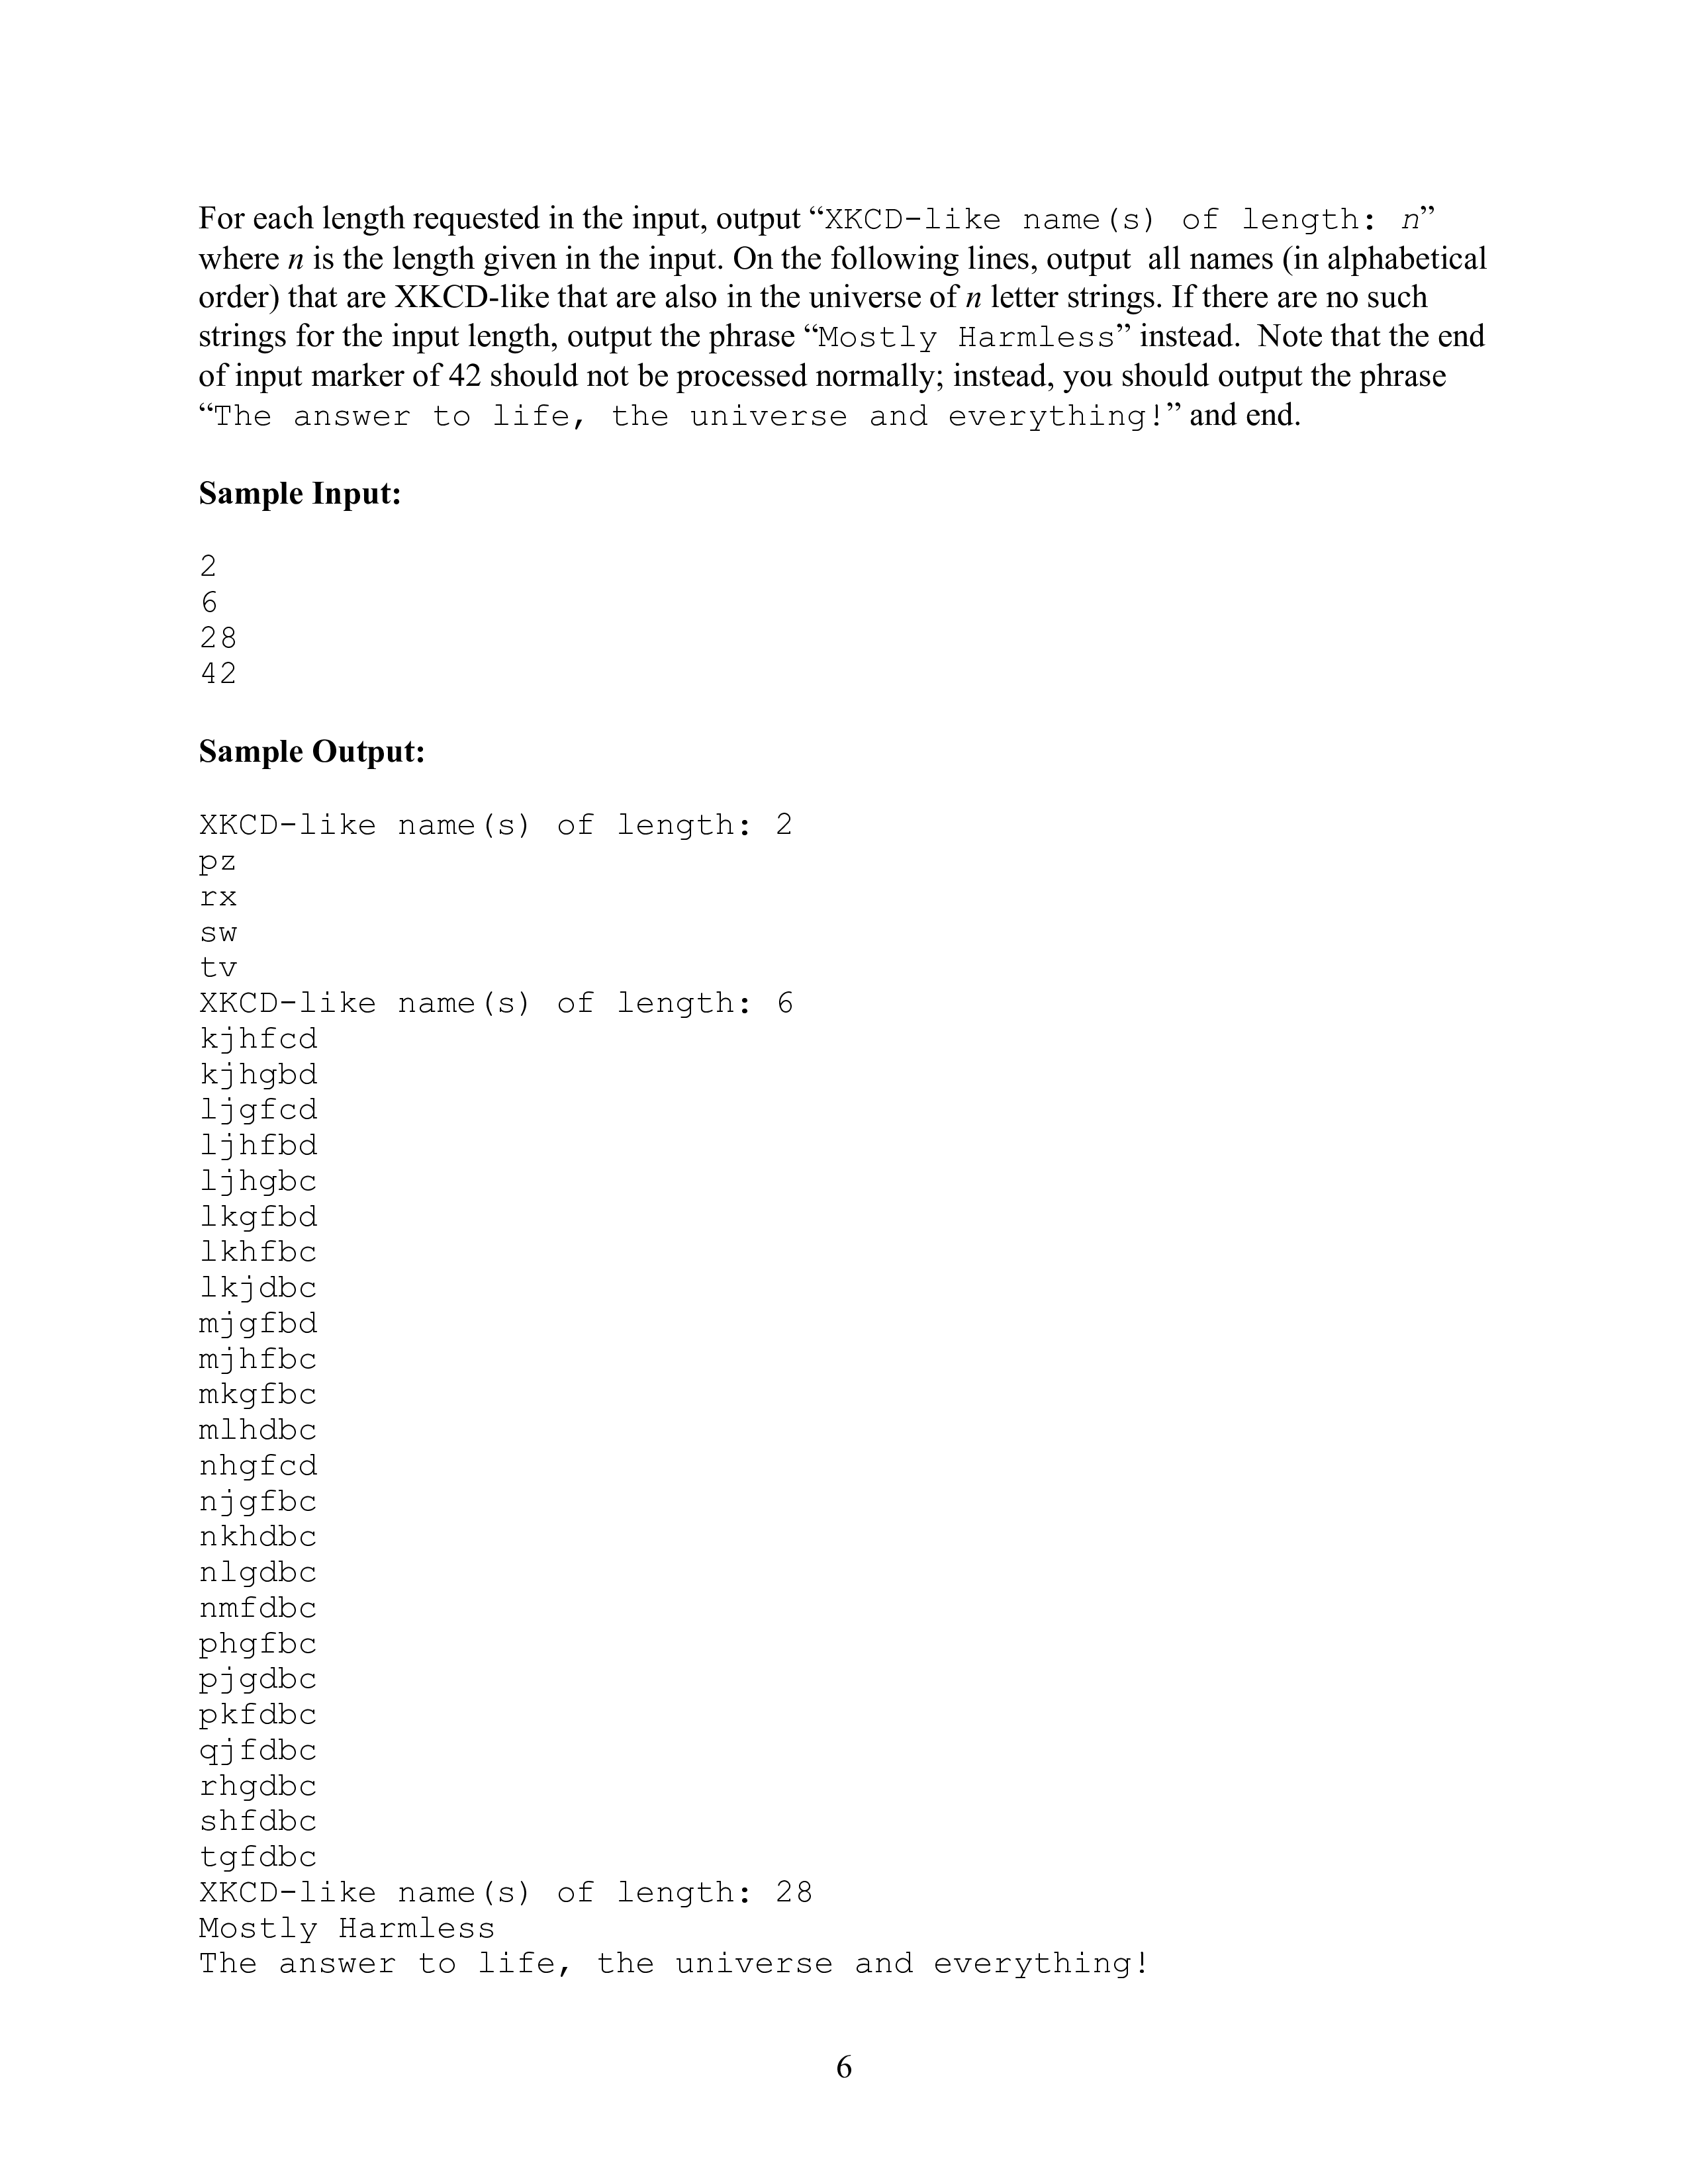 For each length requested in the input, output “XKCD-like name(s) of length: n”
where n is the length given in the input. On the following lines, output  all names (in alphabetical
order) that are XKCD-like that are also in the universe of n letter strings. If there are no such
strings for the input length, output the phrase “Mostly Harmless” instead.  Note that the end
of input marker of 42 should not be processed normally; instead, you should output the phrase
“The answer to life, the universe and everything!” and end.
Sample Input:
2
6
28
42
Sample Output:
XKCD-like name(s) of length: 2
pz
rx
sw
tv
XKCD-like name(s) of length: 6
kjhfcd
kjhgbd
ljgfcd
ljhfbd
ljhgbc
lkgfbd
lkhfbc
lkjdbc
mjgfbd
mjhfbc
mkgfbc
mlhdbc
nhgfcd
njgfbc
nkhdbc
nlgdbc
nmfdbc
phgfbc
pjgdbc
pkfdbc
qjfdbc
rhgdbc
shfdbc
tgfdbc
XKCD-like name(s) of length: 28
Mostly Harmless
The answer to life, the universe and everything!
6